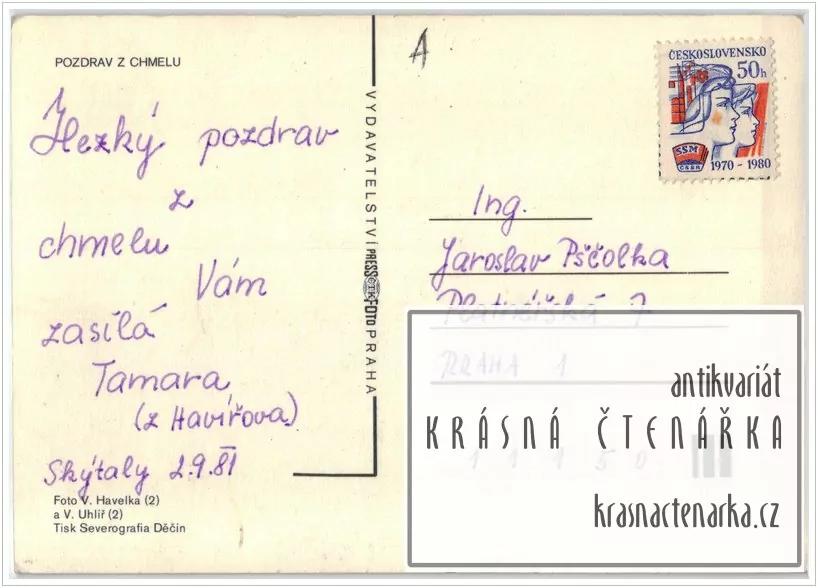 POZDRAV Z CHMELU
A
ČESKOSLOVENSKO
50h
SSM
ČSSR
1970 - 1980
Hezký pozdrav
z
chmelu
Vám
zasílá
Tamara
(z Havířova)
Skýtaly 2.9.81
Foto V. Havelka (2)
a V. Uhlíř (2)
Tisk Severografia Děčín
VYDAVATELSTVÍ PRESSFOTO PRAHA
Ing.
Jaroslav Pščolka
Platnéřská 7
PRAHA 1
antikvariát
KRÁSNÁ ČTENÁŘKA
krasnactenarka.cz